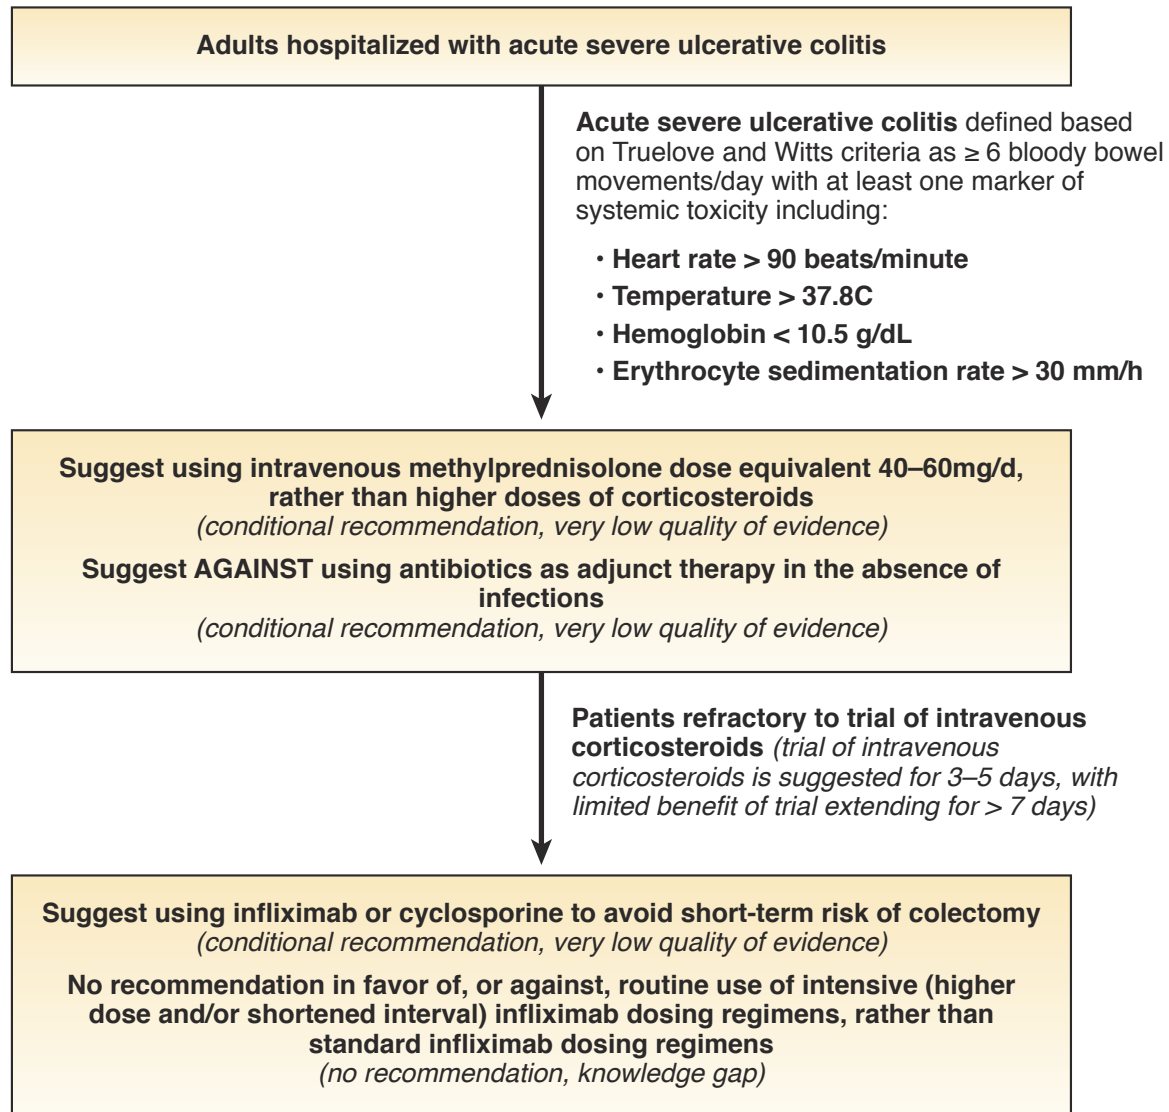 Adults hospitalized with acute severe ulcerative colitis
Acute severe ulcerative colitis defined based
on Truelove and Witts criteria as ≥ 6 bloody bowel
movements/day with at least one marker of
systemic toxicity including:
• Heart rate > 90 beats/minute
• Temperature > 37.8C
• Hemoglobin < 10.5 g/dL
• Erythrocyte sedimentation rate > 30 mm/h
Suggest using intravenous methylprednisolone dose equivalent 40–60mg/d,
rather than higher doses of corticosteroids
(conditional recommendation, very low quality of evidence)
Suggest AGAINST using antibiotics as adjunct therapy in the absence of
infections
(conditional recommendation, very low quality of evidence)
Patients refractory to trial of intravenous
corticosteroids (trial of intravenous
corticosteroids is suggested for 3–5 days, with
limited benefit of trial extending for > 7 days)
Suggest using infliximab or cyclosporine to avoid short-term risk of colectomy
(conditional recommendation, very low quality of evidence)
No recommendation in favor of, or against, routine use of intensive (higher
dose and/or shortened interval) infliximab dosing regimens, rather than
standard infliximab dosing regimens
(no recommendation, knowledge gap)